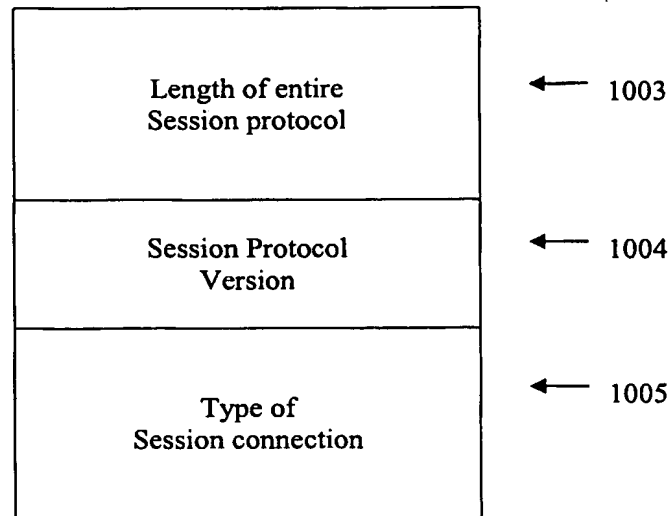 Length of entire
Session protocol
1003
Session Protocol
Version
1004
Type of
Session connection
1005